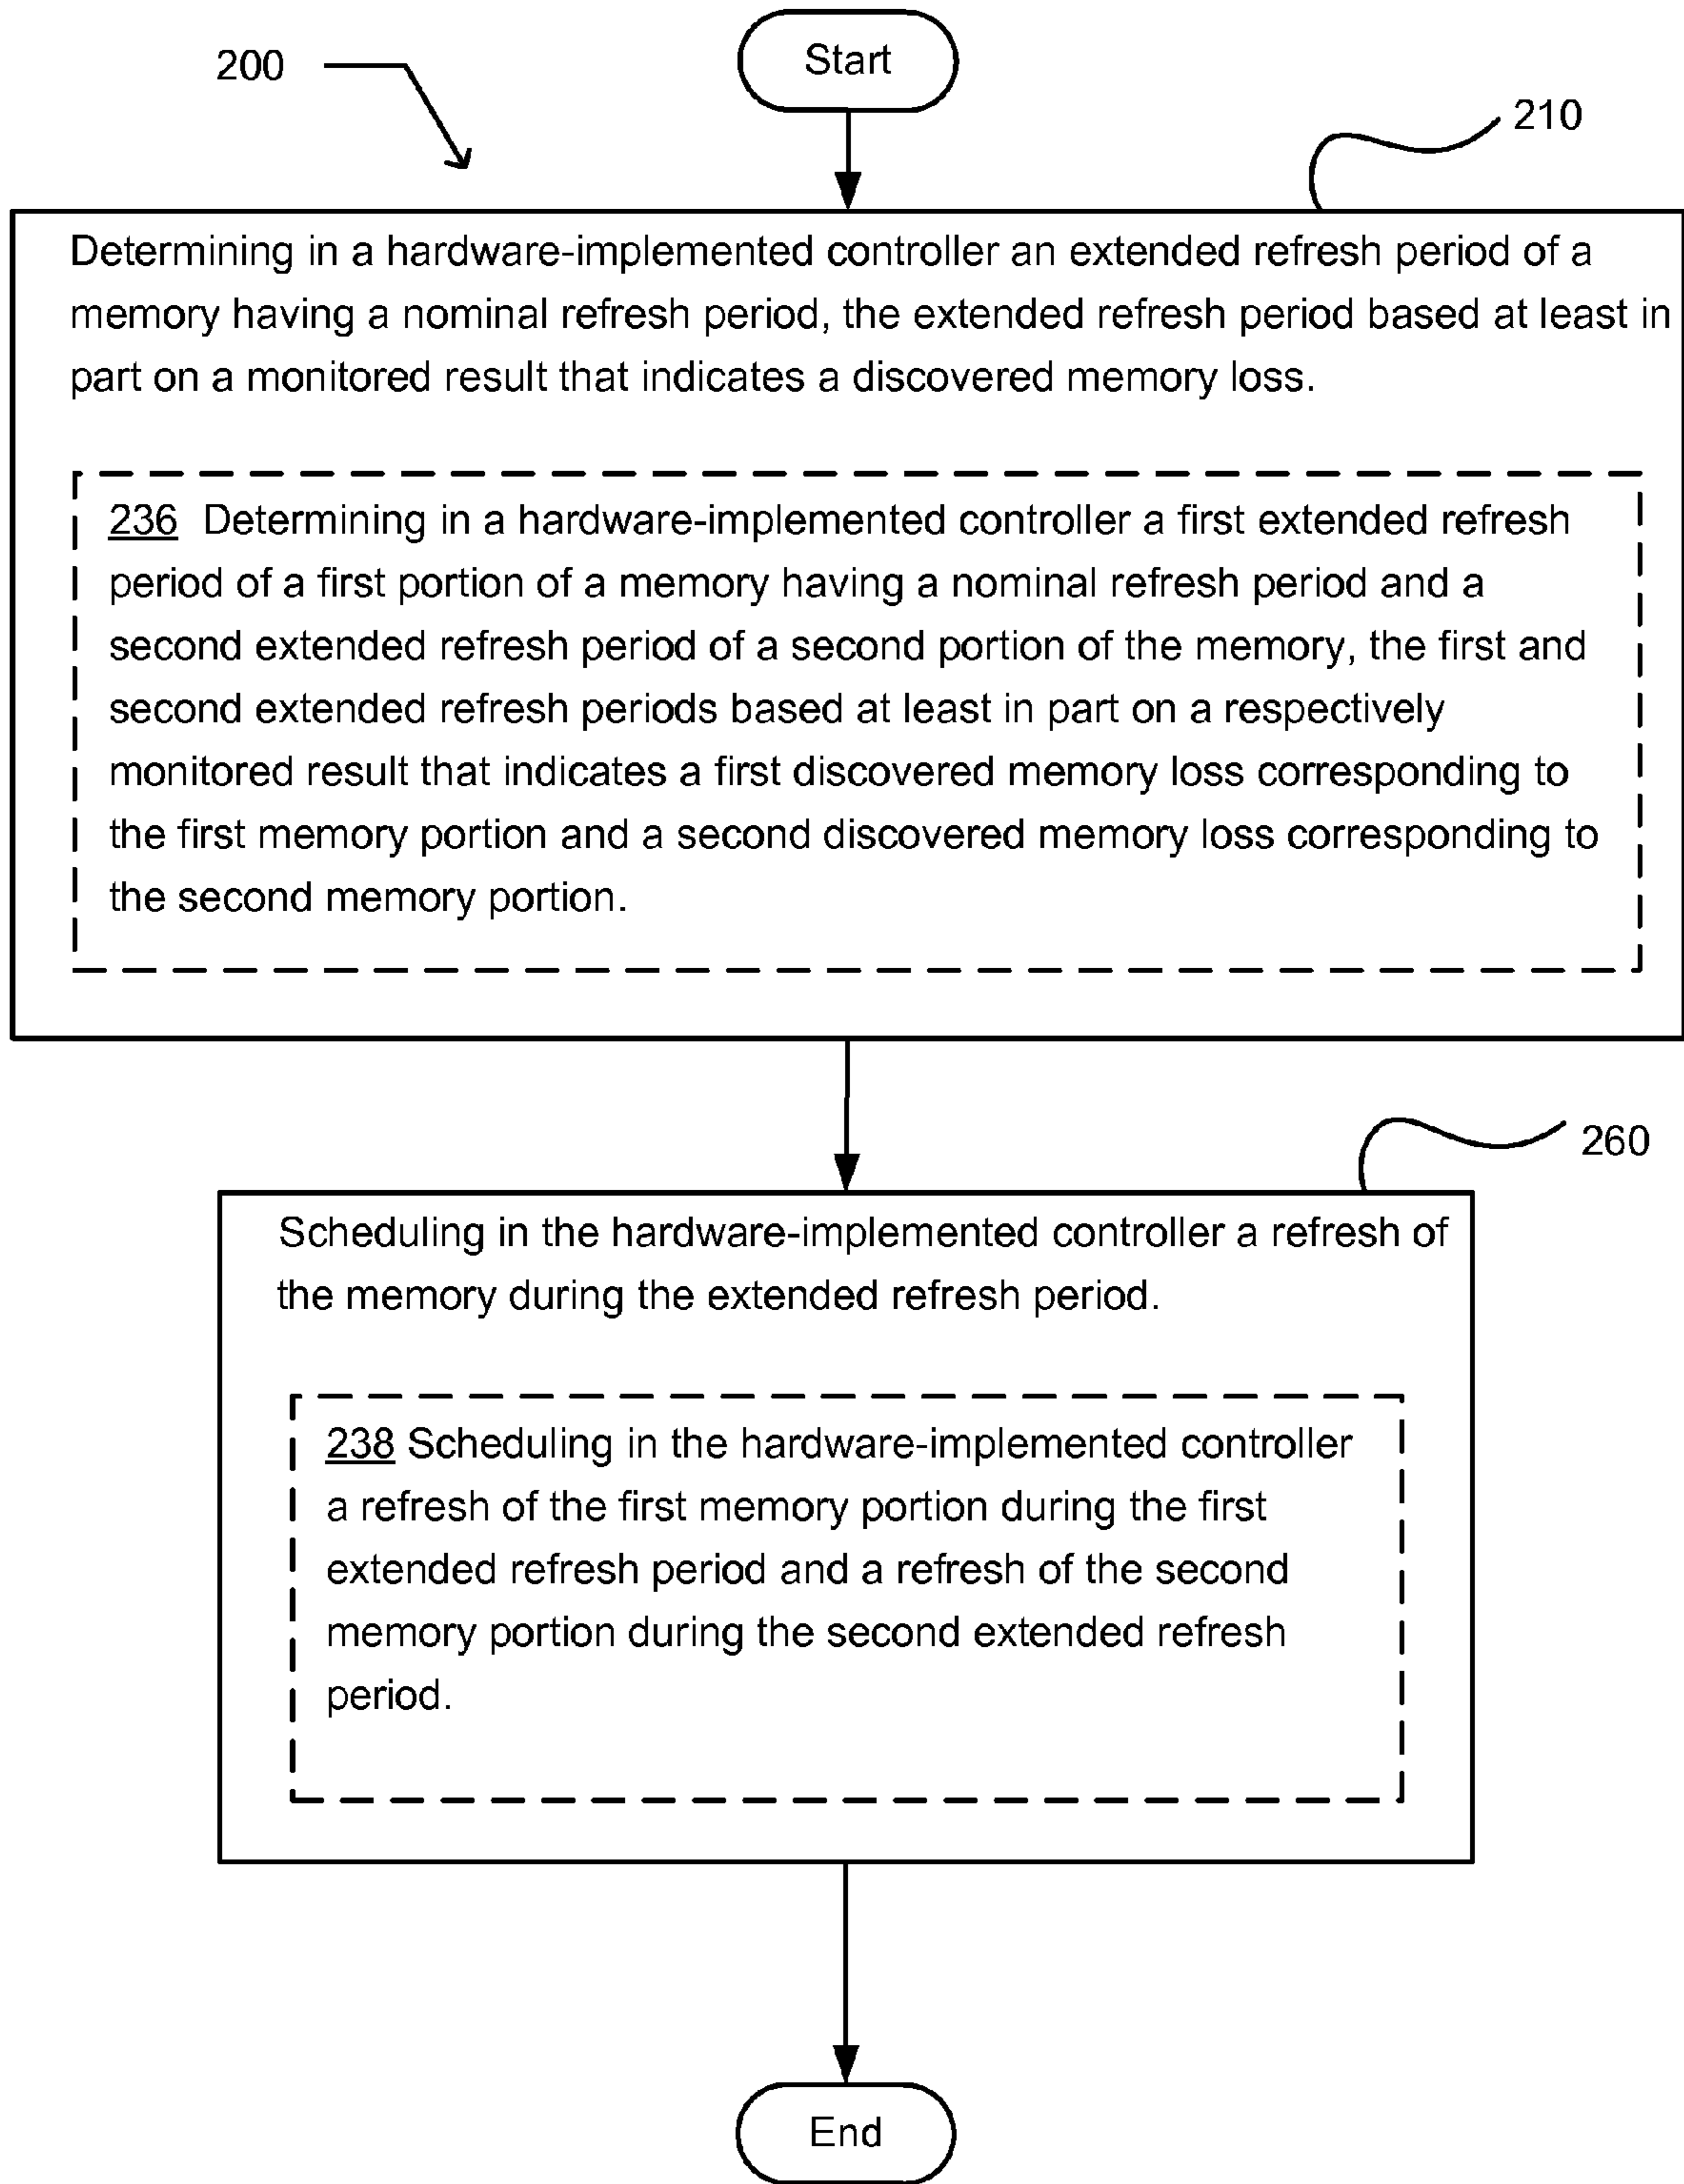 Start
200
210
Determining in a hardware-implemented controller an extended refresh period of a
memory having a nominal refresh period, the extended refresh period based at least in
part on a monitored result that indicates a discovered memory loss.
236 Determining in a hardware-implemented controller a first extended refresh
period of a first portion of a memory having a nominal refresh period and a
second extended refresh period of a second portion of the memory, the first and
second extended refresh periods based at least in part on a respectively
monitored result that indicates a first discovered memory loss corresponding to
the first memory portion and a second discovered memory loss corresponding to
the second memory portion.
260
Scheduling in the hardware-implemented controller a refresh of
the memory during the extended refresh period.
238 Scheduling in the hardware-implemented controller
a refresh of the first memory portion during the first
extended refresh period and a refresh of the second
memory portion during the second extended refresh
period.
End